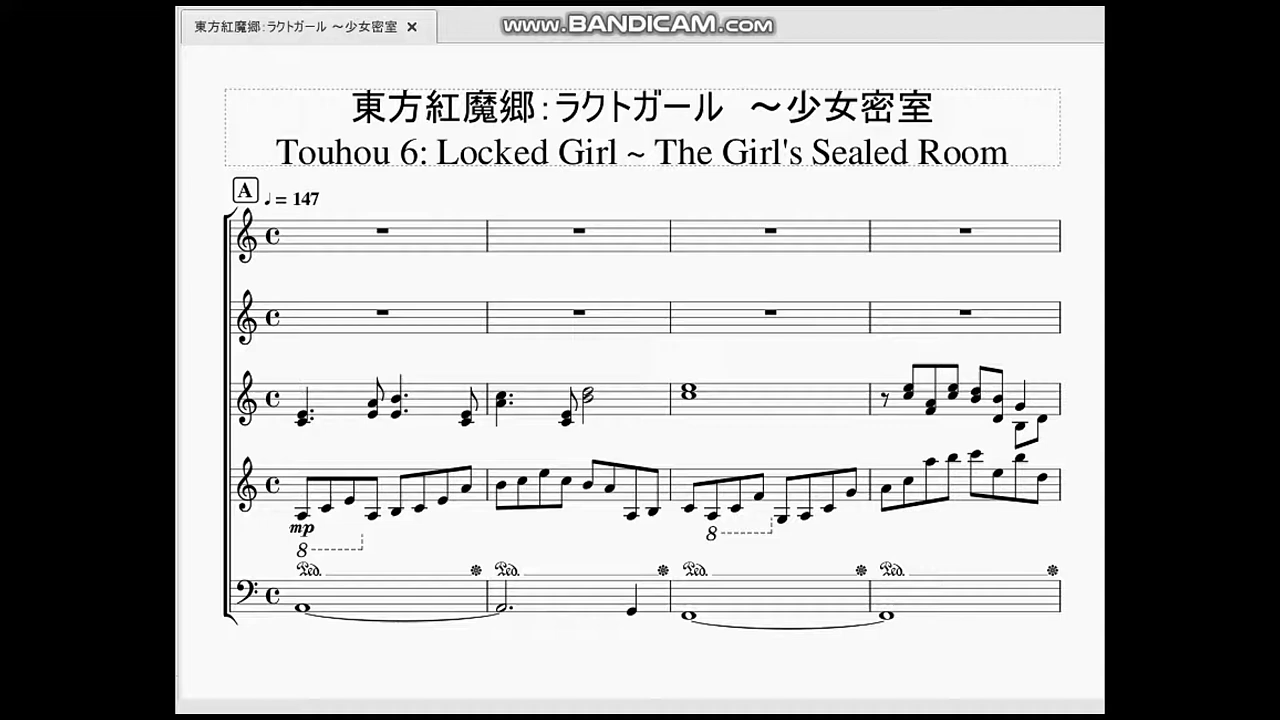 東方紅魔郷:ラクトガール ～少女密室
www.BANDICAM.com
東方紅魔郷:ラクトガール ～少女密室
Touhou 6: Locked Girl ~ The Girl's Sealed Room
A ♩= 147
mp
8
8
Ped. Ped. Ped. Ped.